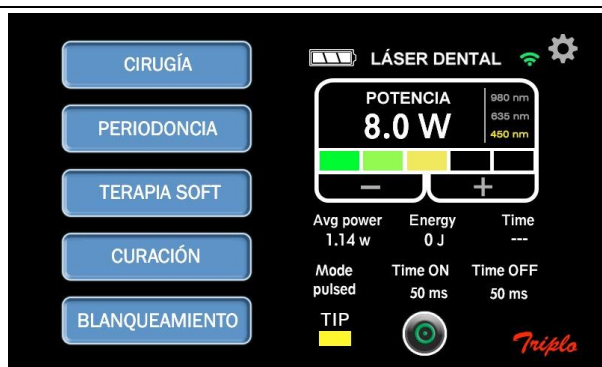 CIRUGÍA
PERIODONCIA
TERAPIA SOFT
CURACIÓN
BLANQUEAMIENTO
LÁSER DENTAL
POTENCIA
8.0 W
980 nm
635 nm
450 nm
− +
Avg power Energy Time
1.14 w 0 J ---
Mode Time ON Time OFF
pulsed 50 ms 50 ms
TIP
Triplo